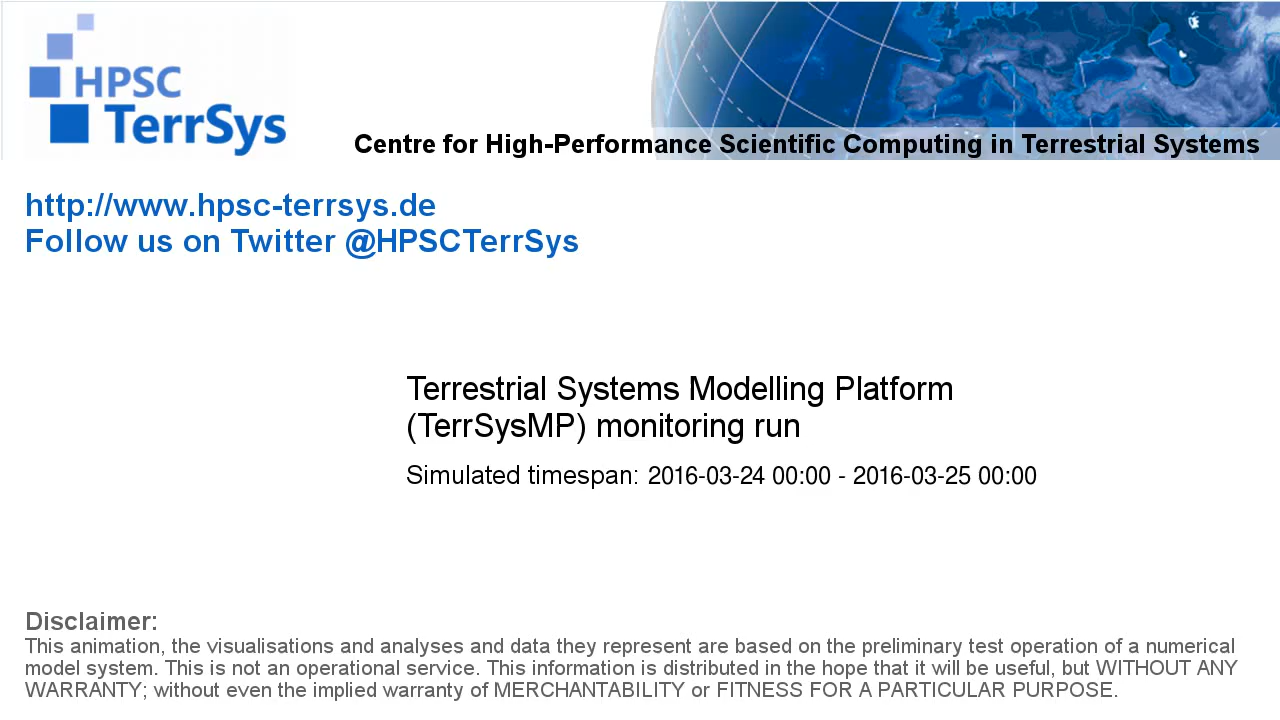 HPSC
TerrSys
Centre for High-Performance Scientific Computing in Terrestrial Systems
http://www.hpsc-terrsys.de
Follow us on Twitter @HPSCTerrSys
Terrestrial Systems Modelling Platform
(TerrSysMP) monitoring run
Simulated timespan: 2016-03-24 00:00 - 2016-03-25 00:00
Disclaimer:
This animation, the visualisations and analyses and data they represent are based on the preliminary test operation of a numerical
model system. This is not an operational service. This information is distributed in the hope that it will be useful, but WITHOUT ANY
WARRANTY; without even the implied warranty of MERCHANTABILITY or FITNESS FOR A PARTICULAR PURPOSE.